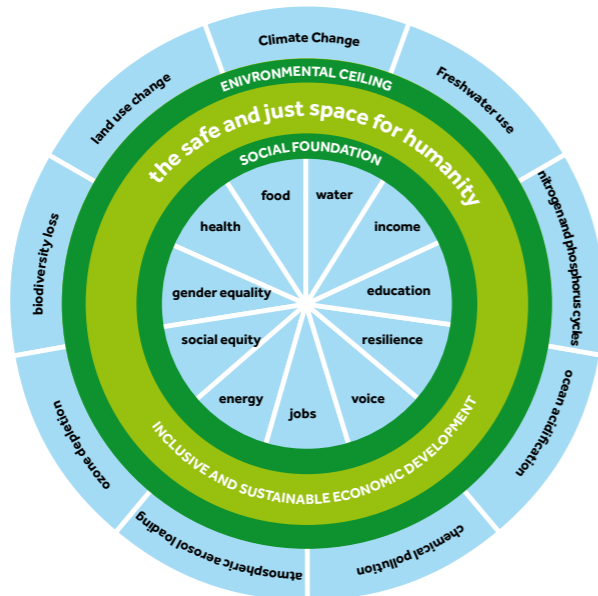 Climate Change
Freshwater use
nitrogen and phosphorus cycles
ocean acidification
chemical pollution
atmospheric aerosol loading
ozone depletion
biodiversity loss
land use change
ENIVRONMENTAL CEILING
the safe and just space for humanity
SOCIAL FOUNDATION
water
income
education
resilience
voice
jobs
energy
social equity
gender equality
health
food
INCLUSIVE AND SUSTAINABLE ECONOMIC DEVELOPMENT